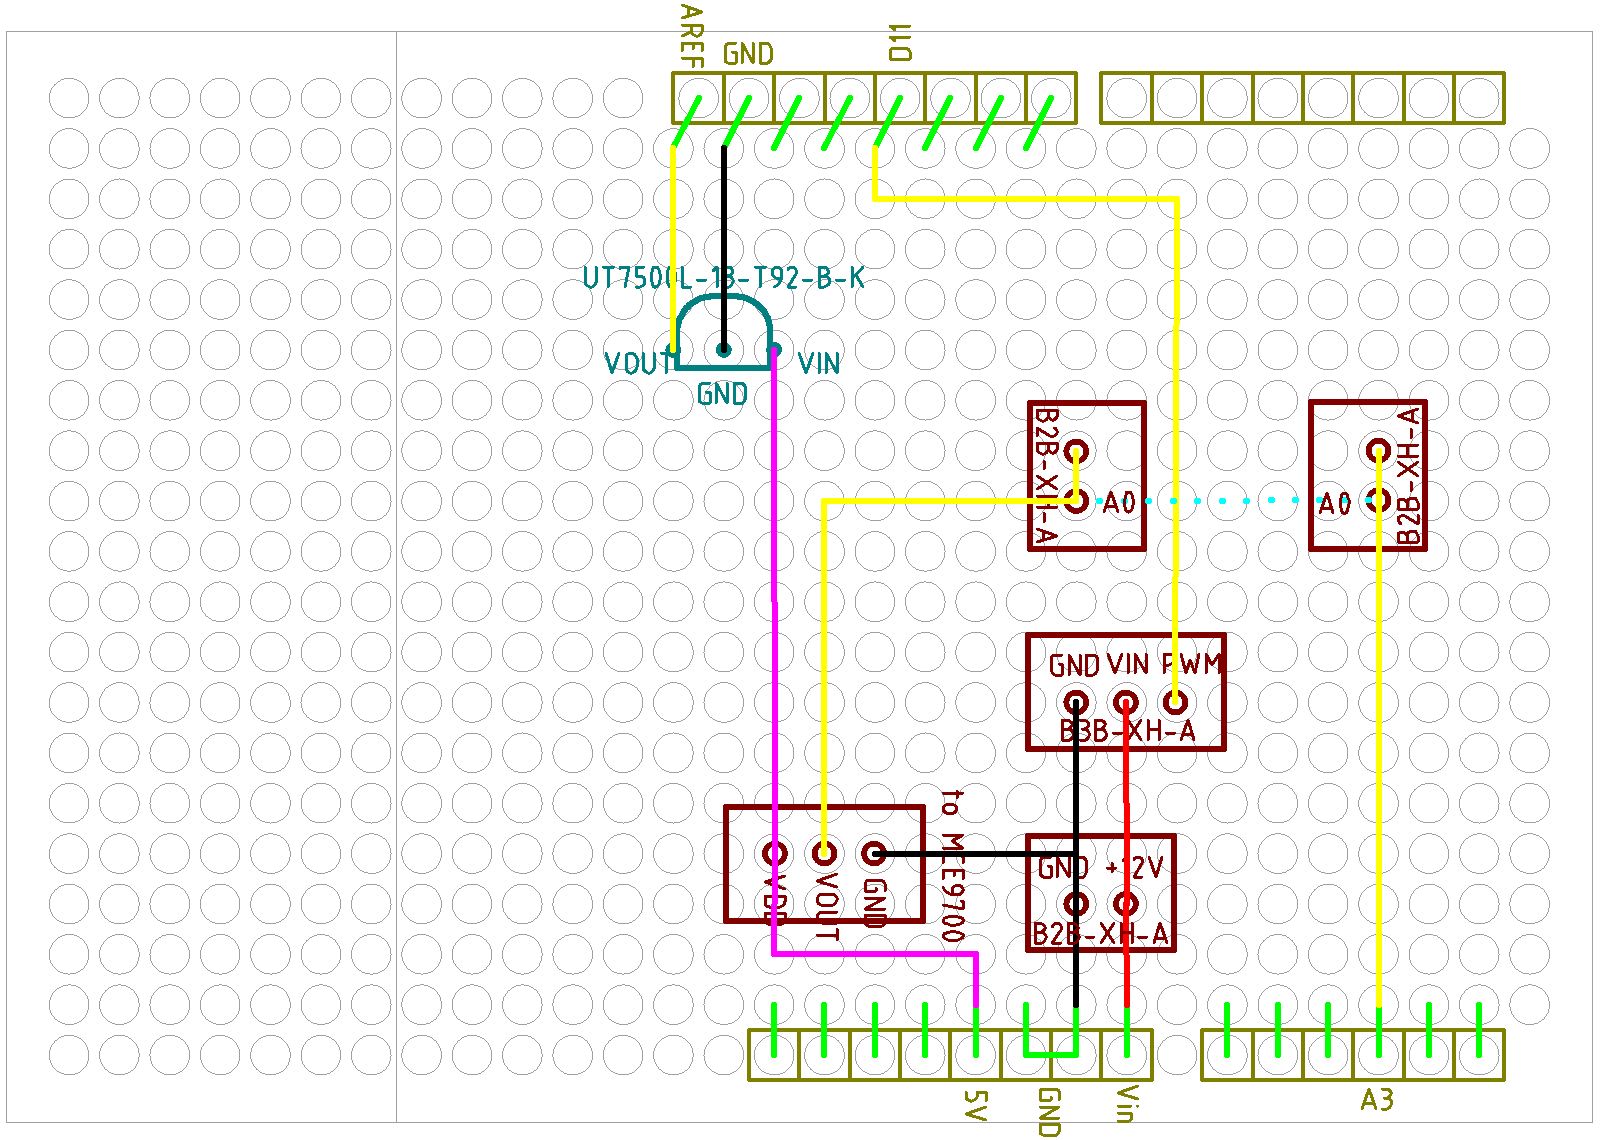 AREF
GND
D11
UT7500L-18-T92-B-K
VOUT
VIN
GND
B2B-XH-A
A0
A0
B2B-XH-A
GND
VIN
PWM
B3B-XH-A
to MCE9700
VDD
VOUT
GND
GND
+12V
B2B-XH-A
5V
GND
Vin
A3